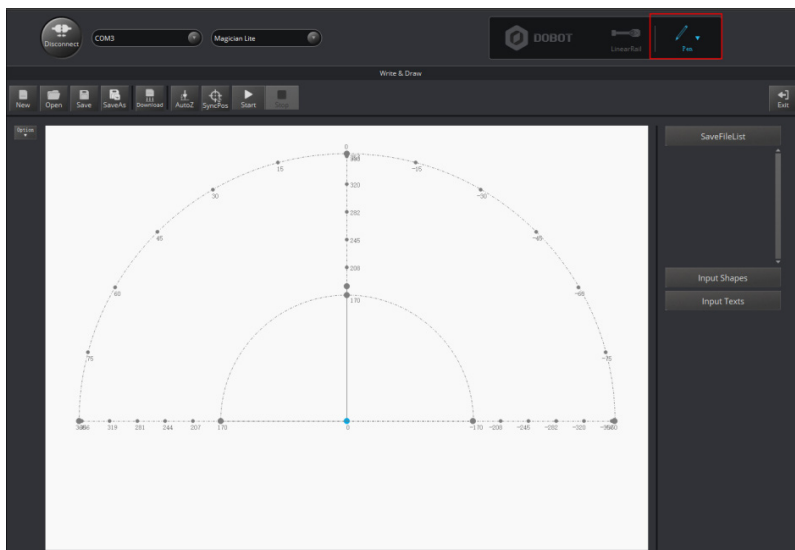 Disconnect
COM3
Magician Lite
DOBOT
LinearRail
Pen
Write & Draw
New
Open
Save
SaveAs
Download
AutoZ
SyncPos
Start
Stop
Exit
Option
SaveFileList
Input Shapes
Input Texts
0
15
-15
30
-30
45
-45
60
75
-75
320
282
245
200
170
319
281
244
207
170
0
-170
-208
-245
-282
-320